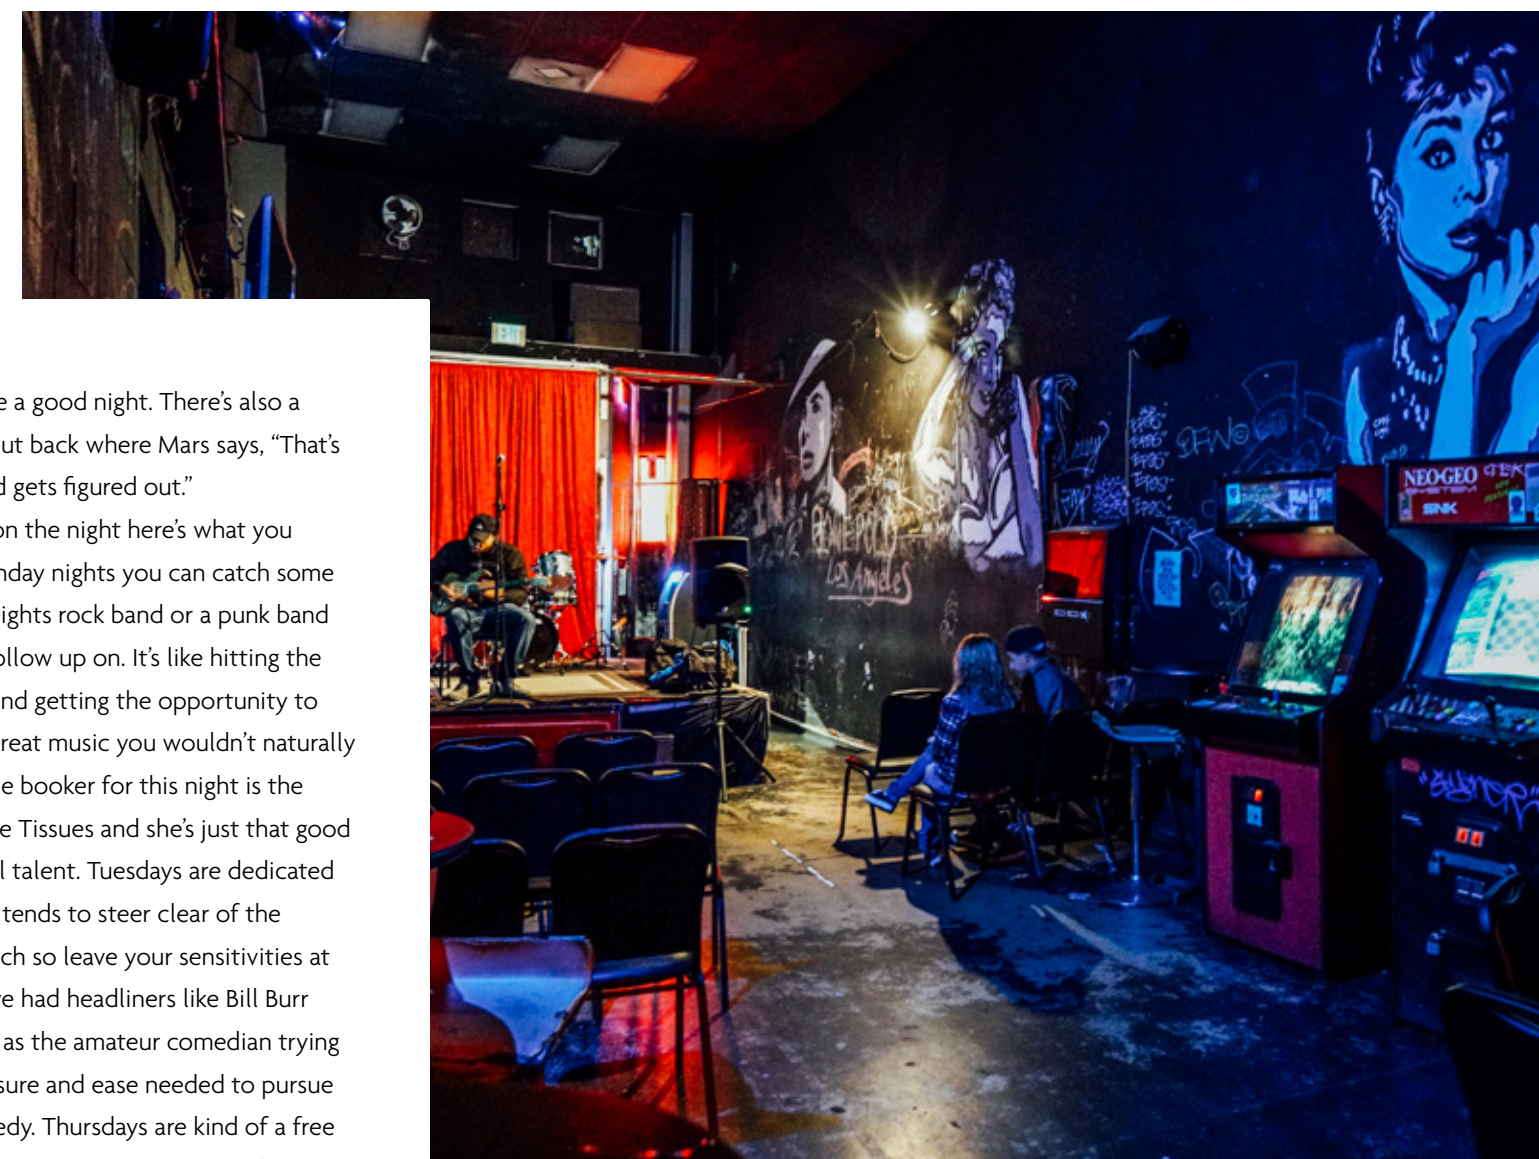 e a good night. There’s also a
ut back where Mars says, “That’s
d gets figured out.”
on the night here’s what you
nday nights you can catch some
ights rock band or a punk band
ollow up on. It’s like hitting the
nd getting the opportunity to
reat music you wouldn’t naturally
e booker for this night is the
e Tissues and she’s just that good
l talent. Tuesdays are dedicated
tends to steer clear of the
ch so leave your sensitivities at
ve had headliners like Bill Burr
as the amateur comedian trying
sure and ease needed to pursue
edy. Thursdays are kind of a free
NEO•GEO
SYSTEM
SNK
Los Angeles